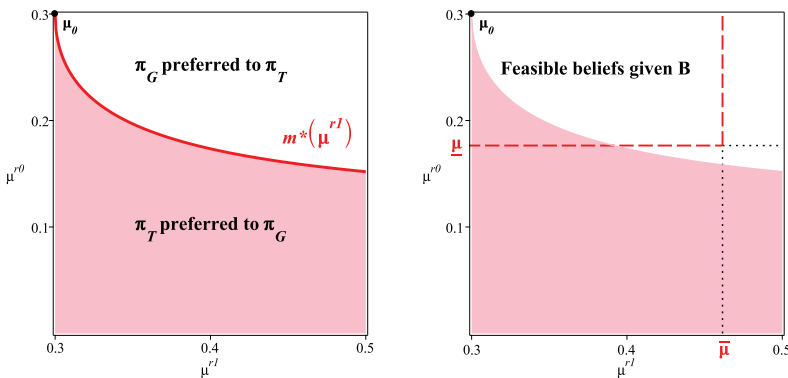 0.3
μ0
πG preferred to πT
0.2
m*(μr1)
μr0
πT preferred to πG
0.1
0.3
0.4
0.5
μr1
0.3
μ0
Feasible beliefs given B
0.2
μ
μr0
0.1
0.3
0.4
μ
0.5
μr1